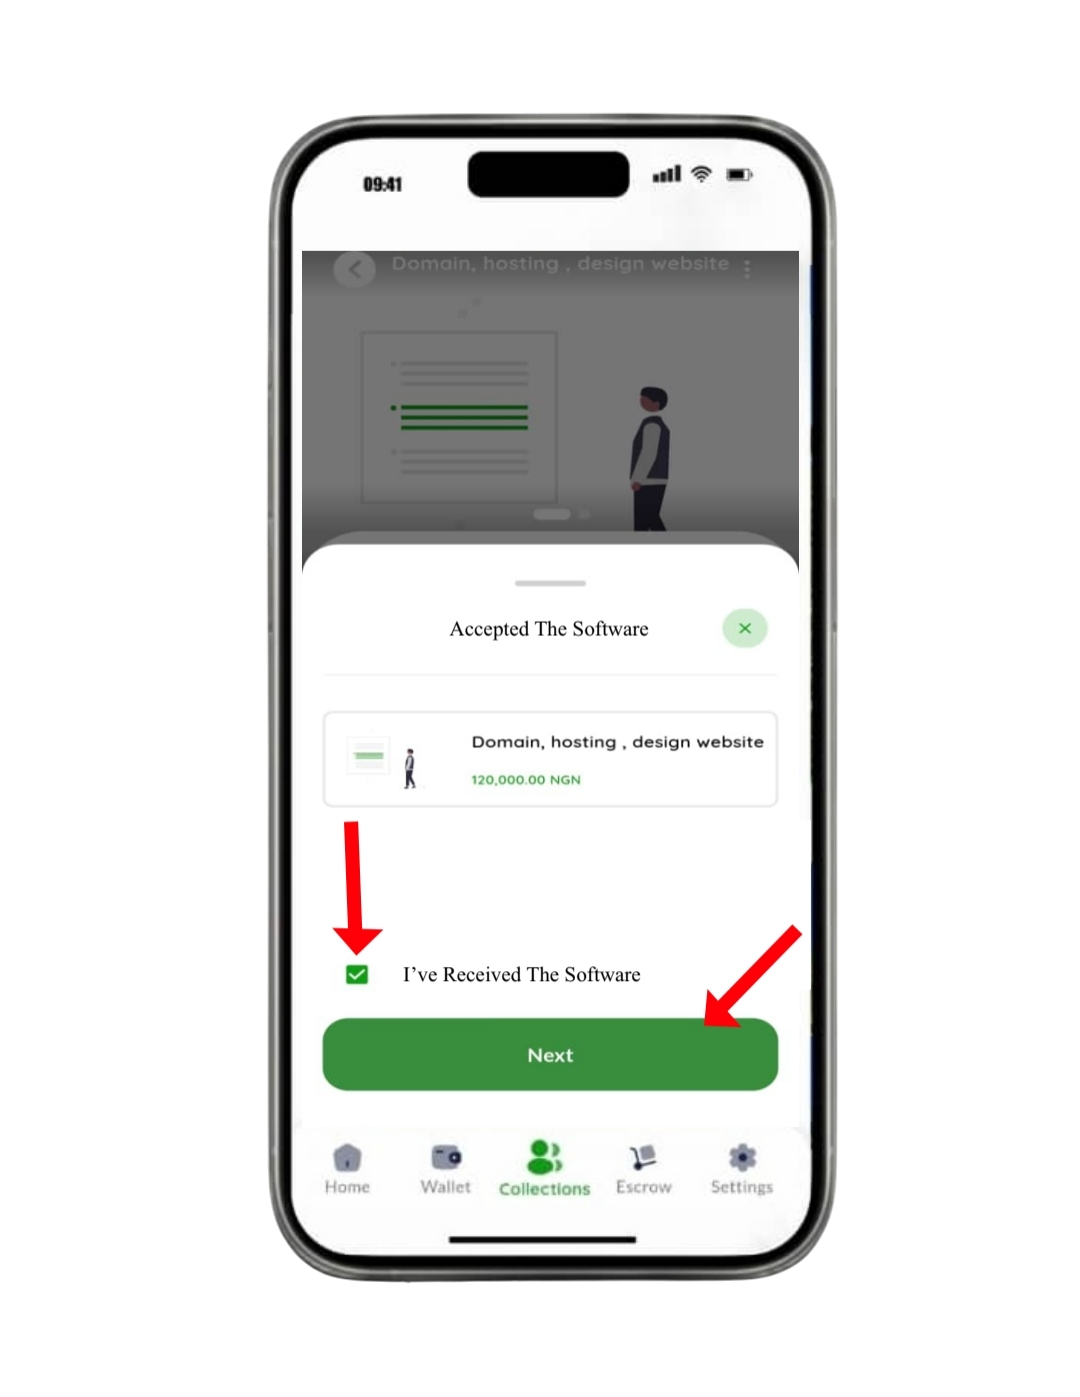 09:41
Domain, hosting , design website
Accepted The Software
Domain, hosting , design website
120,000.00 NGN
I've Received The Software
Next
Home Wallet Collections Escrow Settings